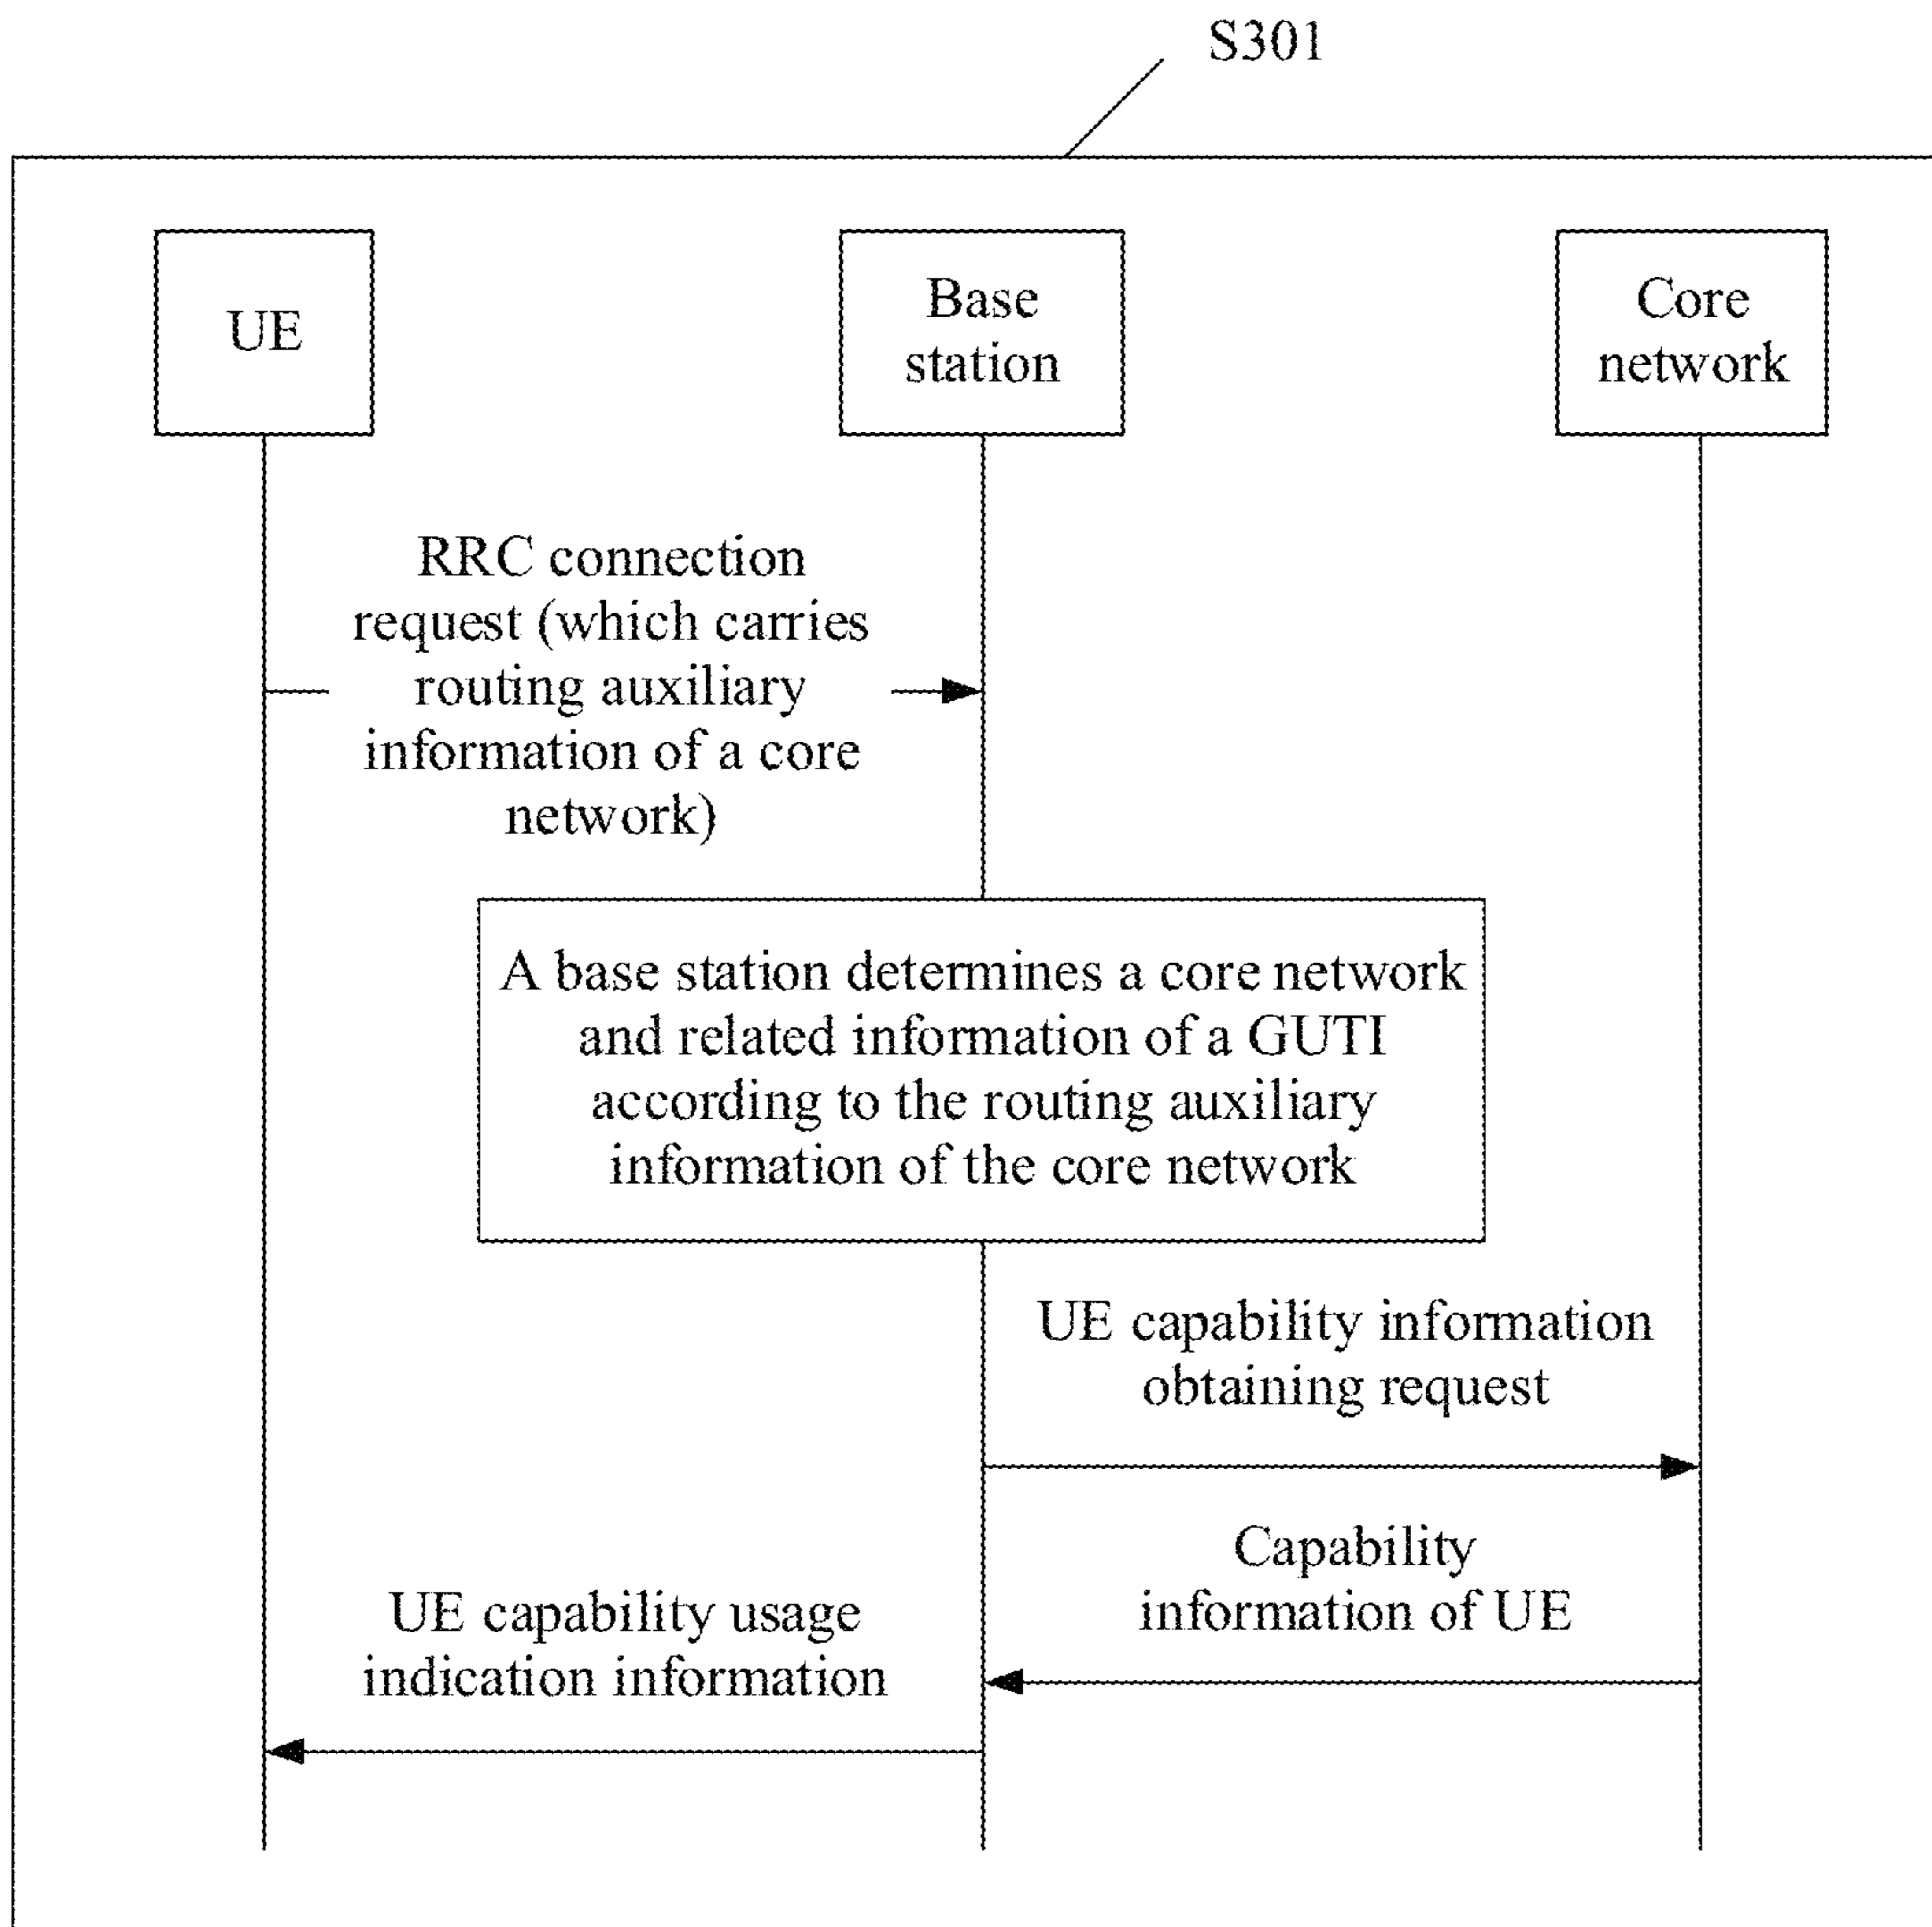 S301
UE
Base
station
Core
network
RRC connection
request (which carries
routing auxiliary
information of a core
network)
A base station determines a core network
and related information of a GUTI
according to the routing auxiliary
information of the core network
UE capability information
obtaining request
Capability
information of UE
UE capability usage
indication information